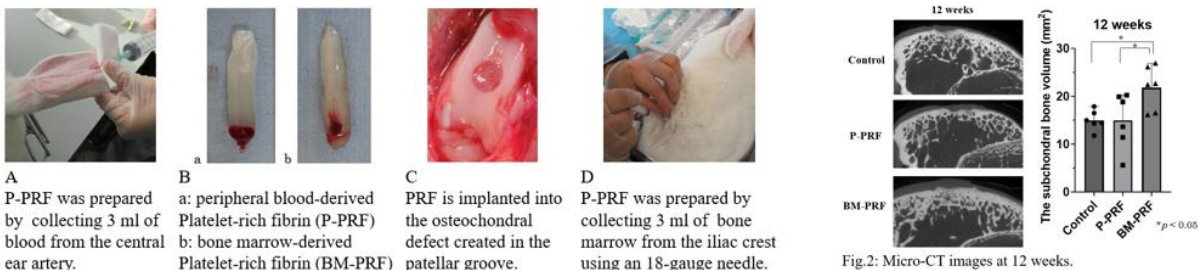 a
b
A
P-PRF was prepared
by collecting 3 ml of
blood from the central
ear artery.
B
a: peripheral blood-derived
Platelet-rich fibrin (P-PRF)
b: bone marrow-derived
Platelet-rich fibrin (BM-PRF)
C
PRF is implanted into
the osteochondral
defect created in the
patellar groove.
D
P-PRF was prepared by
collecting 3 ml of bone
marrow from the iliac crest
using an 18-gauge needle.
12 weeks
Control
P-PRF
BM-PRF
12 weeks
The subchondral bone volume (mm²)
30
20
10
0
*
*
Control
P-PRF
BM-PRF
*p < 0.05
Fig.2: Micro-CT images at 12 weeks.